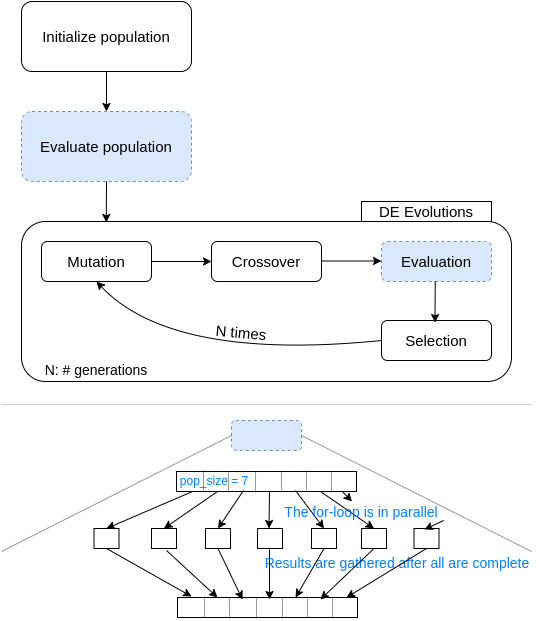 Initialize population
Evaluate population
DE Evolutions
Mutation
Crossover
Evaluation
N times
Selection
N: # generations
pop_size = 7
The for-loop is in parallel
Results are gathered after all are complete